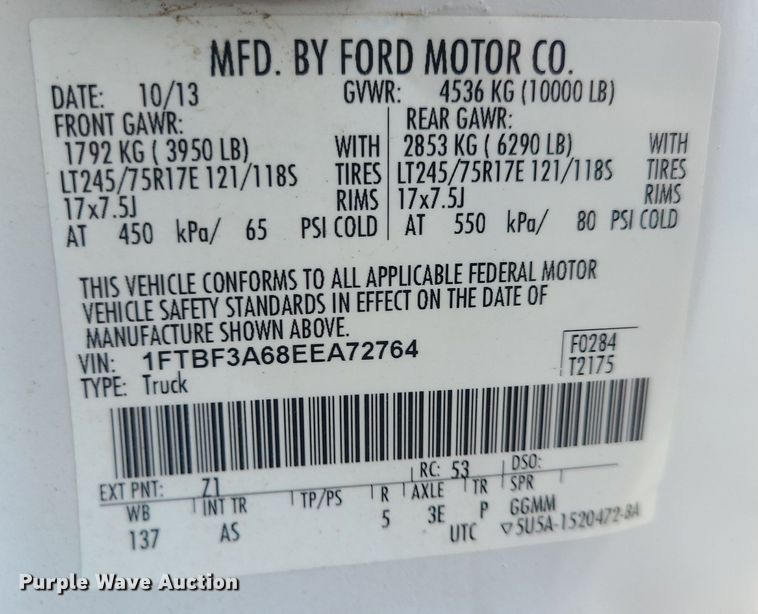 MFD. BY FORD MOTOR CO.
DATE: 10/13 GVWR: 4536 KG (10000 LB)
FRONT GAWR: REAR GAWR:
1792 KG ( 3950 LB) WITH 2853 KG ( 6290 LB) WITH
LT245/75R17E 121/118S TIRES LT245/75R17E 121/118S TIRES
17x7.5J RIMS 17x7.5J RIMS
AT 450 kPa/ 65 PSI COLD AT 550 kPa/ 80 PSI COLD
THIS VEHICLE CONFORMS TO ALL APPLICABLE FEDERAL MOTOR
VEHICLE SAFETY STANDARDS IN EFFECT ON THE DATE OF
MANUFACTURE SHOWN ABOVE.
VIN: 1FTBF3A68EEA72764 F0284
TYPE: Truck T2175
EXT PNT: Z1 RC: 53 DSO:
WB INT TR TP/PS R AXLE TR SPR
137 AS 5 3E P GGMM
UTC ▽5U5A-1520472-BA
Purple Wave Auction